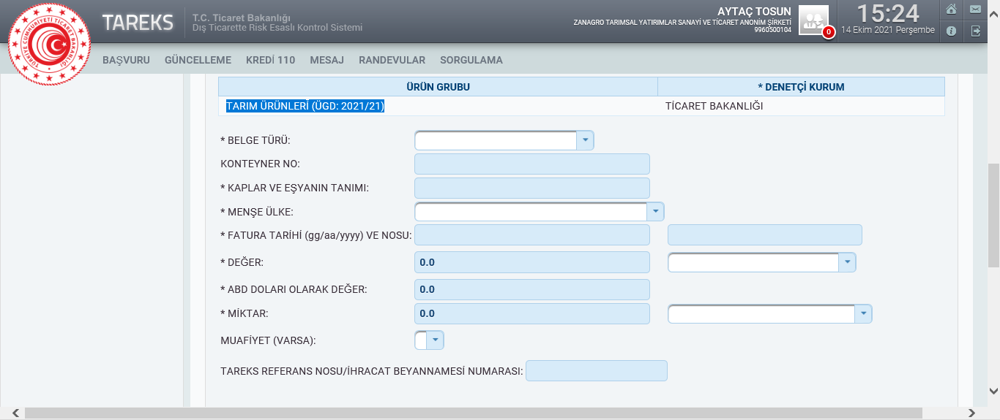 TAREKS
T.C. Ticaret Bakanlığı
Dış Ticarette Risk Esaslı Kontrol Sistemi
AYTAÇ TOSUN
ZANAGRO TARIMSAL YATIRIMLAR SANAYİ VE TİCARET ANONİM ŞİRKETİ
9960500104
0
15:24
14 Ekim 2021 Perşembe
TÜRKİYE CUMHURİYETİ TİCARET BAKANLIĞI
BAŞVURU GÜNCELLEME KREDİ 110 MESAJ RANDEVULAR SORGULAMA
ÜRÜN GRUBU * DENETÇİ KURUM
TARIM ÜRÜNLERİ (ÜGD: 2021/21) TİCARET BAKANLIĞI
* BELGE TÜRÜ:
KONTEYNER NO:
* KAPLAR VE EŞYANIN TANIMI:
* MENŞE ÜLKE:
* FATURA TARİHİ (gg/aa/yyyy) VE NOSU:
* DEĞER: 0.0
* ABD DOLARI OLARAK DEĞER: 0.0
* MİKTAR: 0.0
MUAFİYET (VARSA):
TAREKS REFERANS NOSU/İHRACAT BEYANNAMESİ NUMARASI: